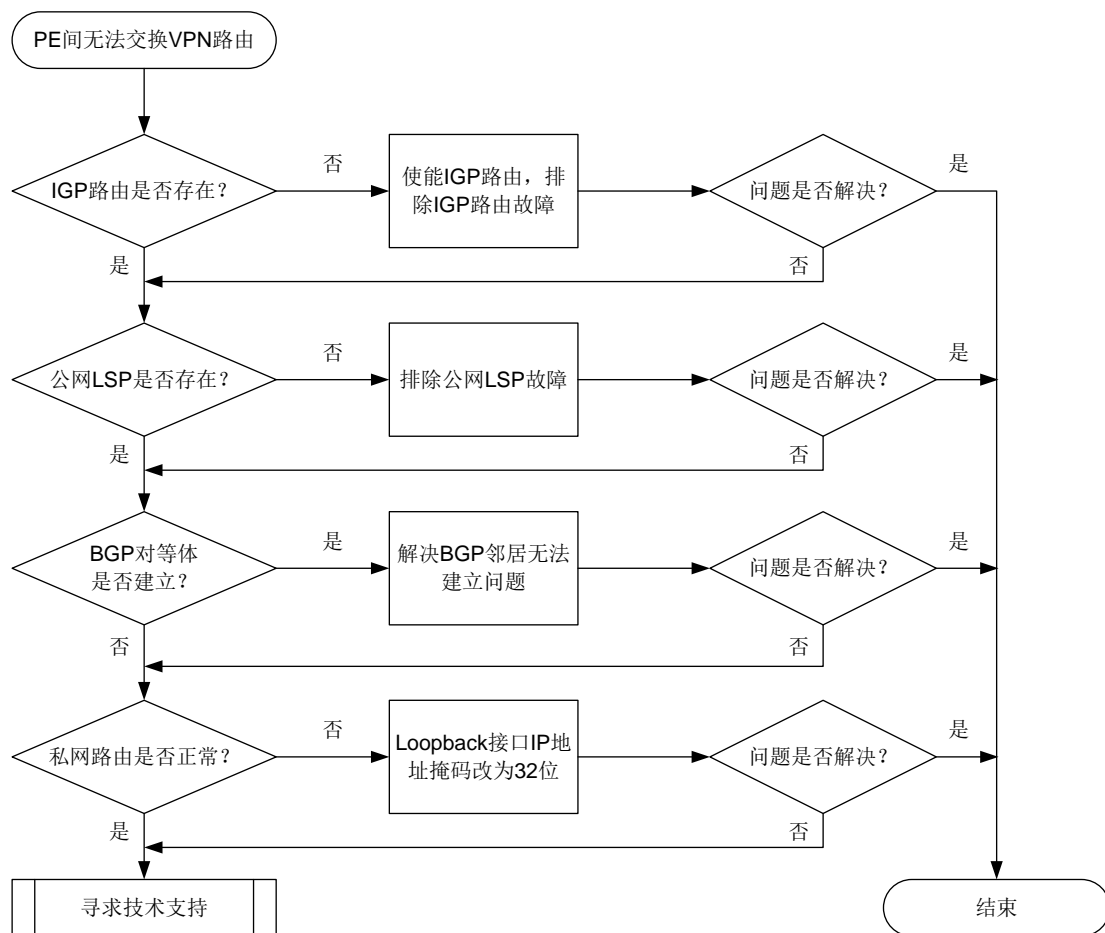 PE间无法交换VPN路由
IGP路由是否存在？
否
使能IGP路由，排
除IGP路由故障
问题是否解决？
是
是
否
公网LSP是否存在？
否
排除公网LSP故障
问题是否解决？
是
是
否
BGP对等体
是否建立？
是
解决BGP邻居无法
建立问题
问题是否解决？
是
否
否
私网路由是否正常？
否
Loopback接口IP地
址掩码改为32位
问题是否解决？
是
是
否
寻求技术支持
结束